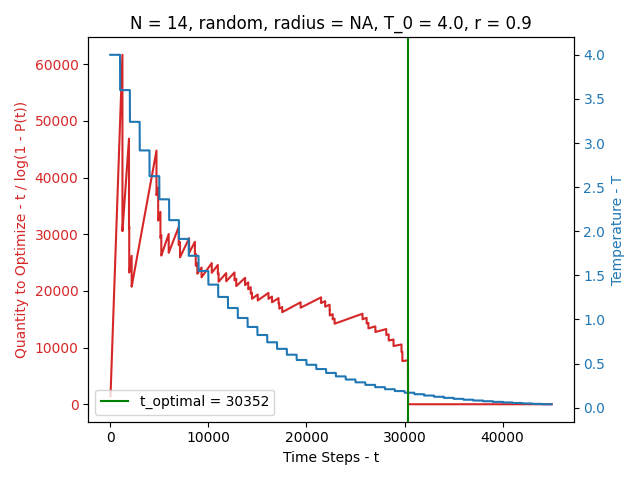 N = 14, random, radius = NA, T_0 = 4.0, r = 0.9
Quantity to Optimize - t / log(1 - P(t))
60000
50000
40000
30000
20000
10000
0
4.0
3.5
3.0
2.5
2.0
1.5
1.0
0.5
0.0
Temperature - T
t_optimal = 30352
0 10000 20000 30000 40000
Time Steps - t